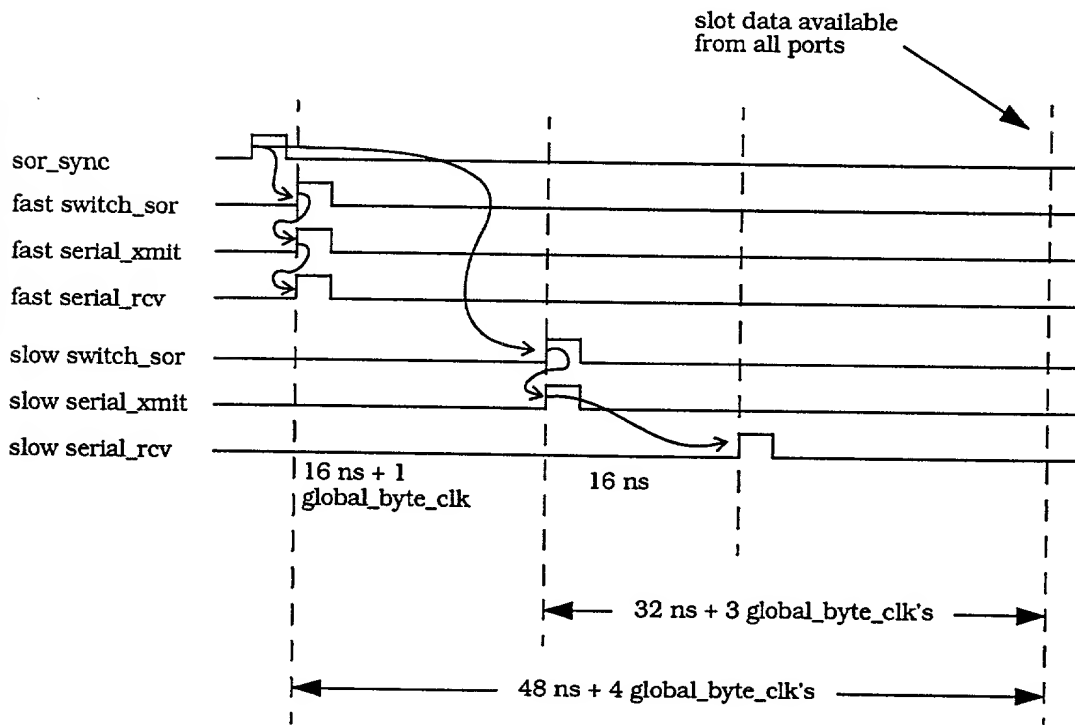 slot data available
from all ports
sor_sync
fast switch_sor
fast serial_xmit
fast serial_rcv
slow switch_sor
slow serial_xmit
slow serial_rcv
16 ns + 1
global_byte_clk
16 ns
32 ns + 3 global_byte_clk's
48 ns + 4 global_byte_clk's